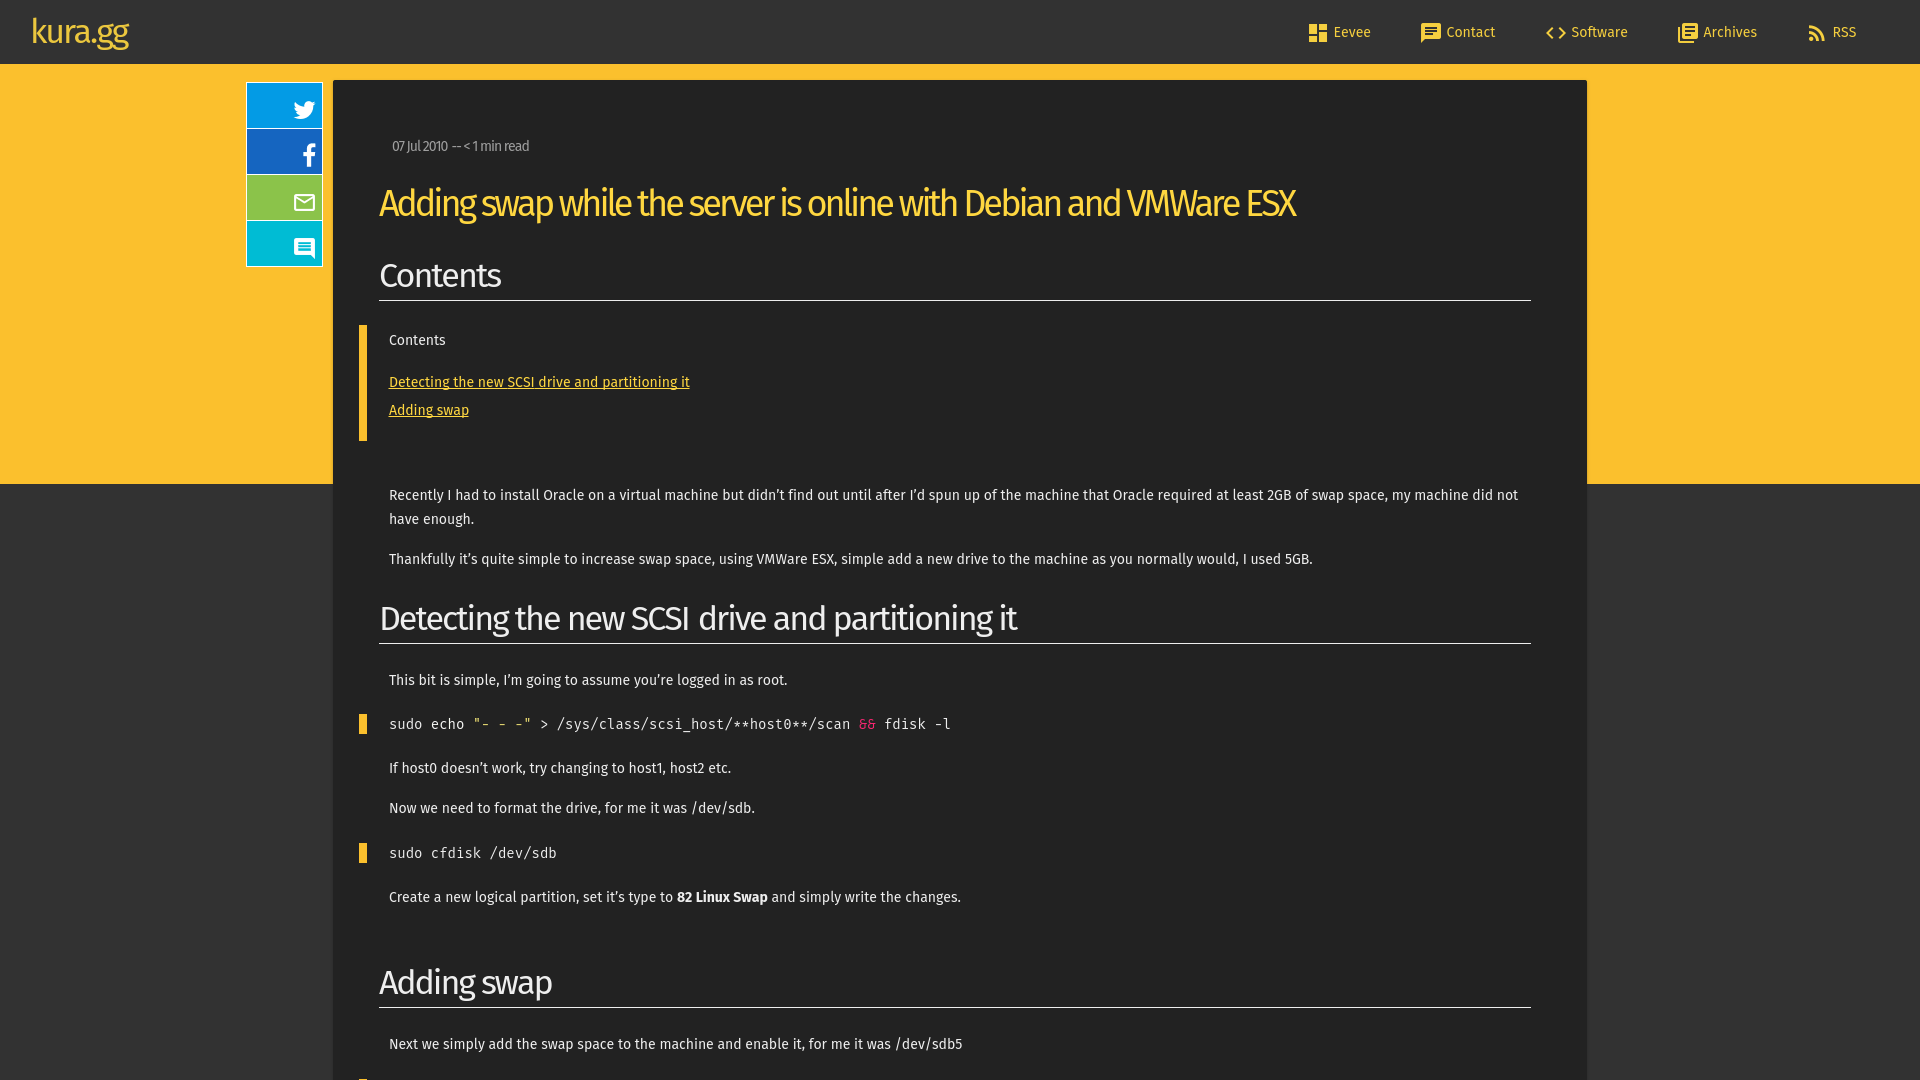 kura.gg
Eevee
Contact
Software
Archives
RSS
07 Jul 2010 -- < 1 min read
Adding swap while the server is online with Debian and VMWare ESX
Contents
Contents
Detecting the new SCSI drive and partitioning it
Adding swap
Recently I had to install Oracle on a virtual machine but didn’t find out until after I’d spun up of the machine that Oracle required at least 2GB of swap space, my machine did not
have enough.
Thankfully it’s quite simple to increase swap space, using VMWare ESX, simple add a new drive to the machine as you normally would, I used 5GB.
Detecting the new SCSI drive and partitioning it
This bit is simple, I’m going to assume you’re logged in as root.
sudo echo "- - -" > /sys/class/scsi_host/**host0**/scan && fdisk -l
If host0 doesn’t work, try changing to host1, host2 etc.
Now we need to format the drive, for me it was /dev/sdb.
sudo cfdisk /dev/sdb
Create a new logical partition, set it’s type to 82 Linux Swap and simply write the changes.
Adding swap
Next we simply add the swap space to the machine and enable it, for me it was /dev/sdb5